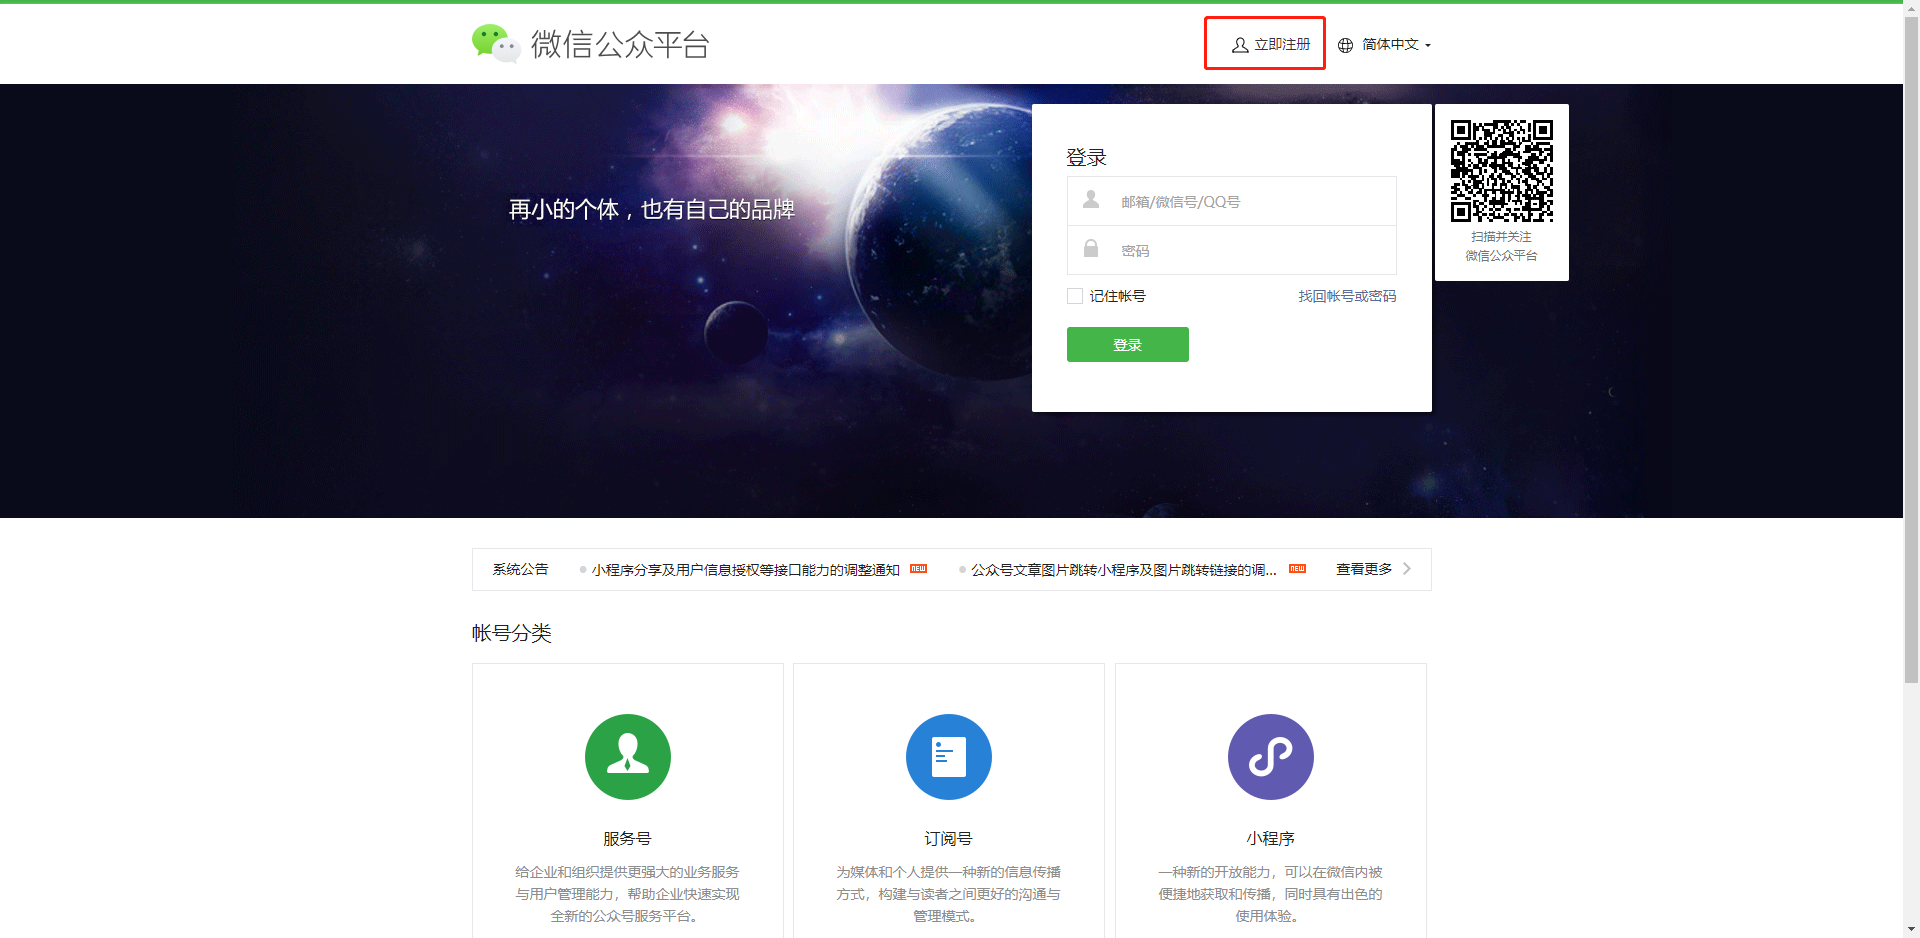 微信公众平台
立即注册
简体中文
再小的个体，也有自己的品牌
登录
邮箱/微信号/QQ号
密码
记住帐号
找回帐号或密码
登录
扫描并关注
微信公众平台
系统公告
小程序分享及用户信息授权等接口能力的调整通知 NEW
公众号文章图片跳转小程序及图片跳转链接的调... NEW
查看更多
帐号分类
服务号
给企业和组织提供更强大的业务服务
与用户管理能力，帮助企业快速实现
全新的公众号服务平台。
订阅号
为媒体和个人提供一种新的信息传播
方式，构建与读者之间更好的沟通与
管理模式。
小程序
一种新的开放能力，可以在微信内被
便捷地获取和传播，同时具有出色的
使用体验。